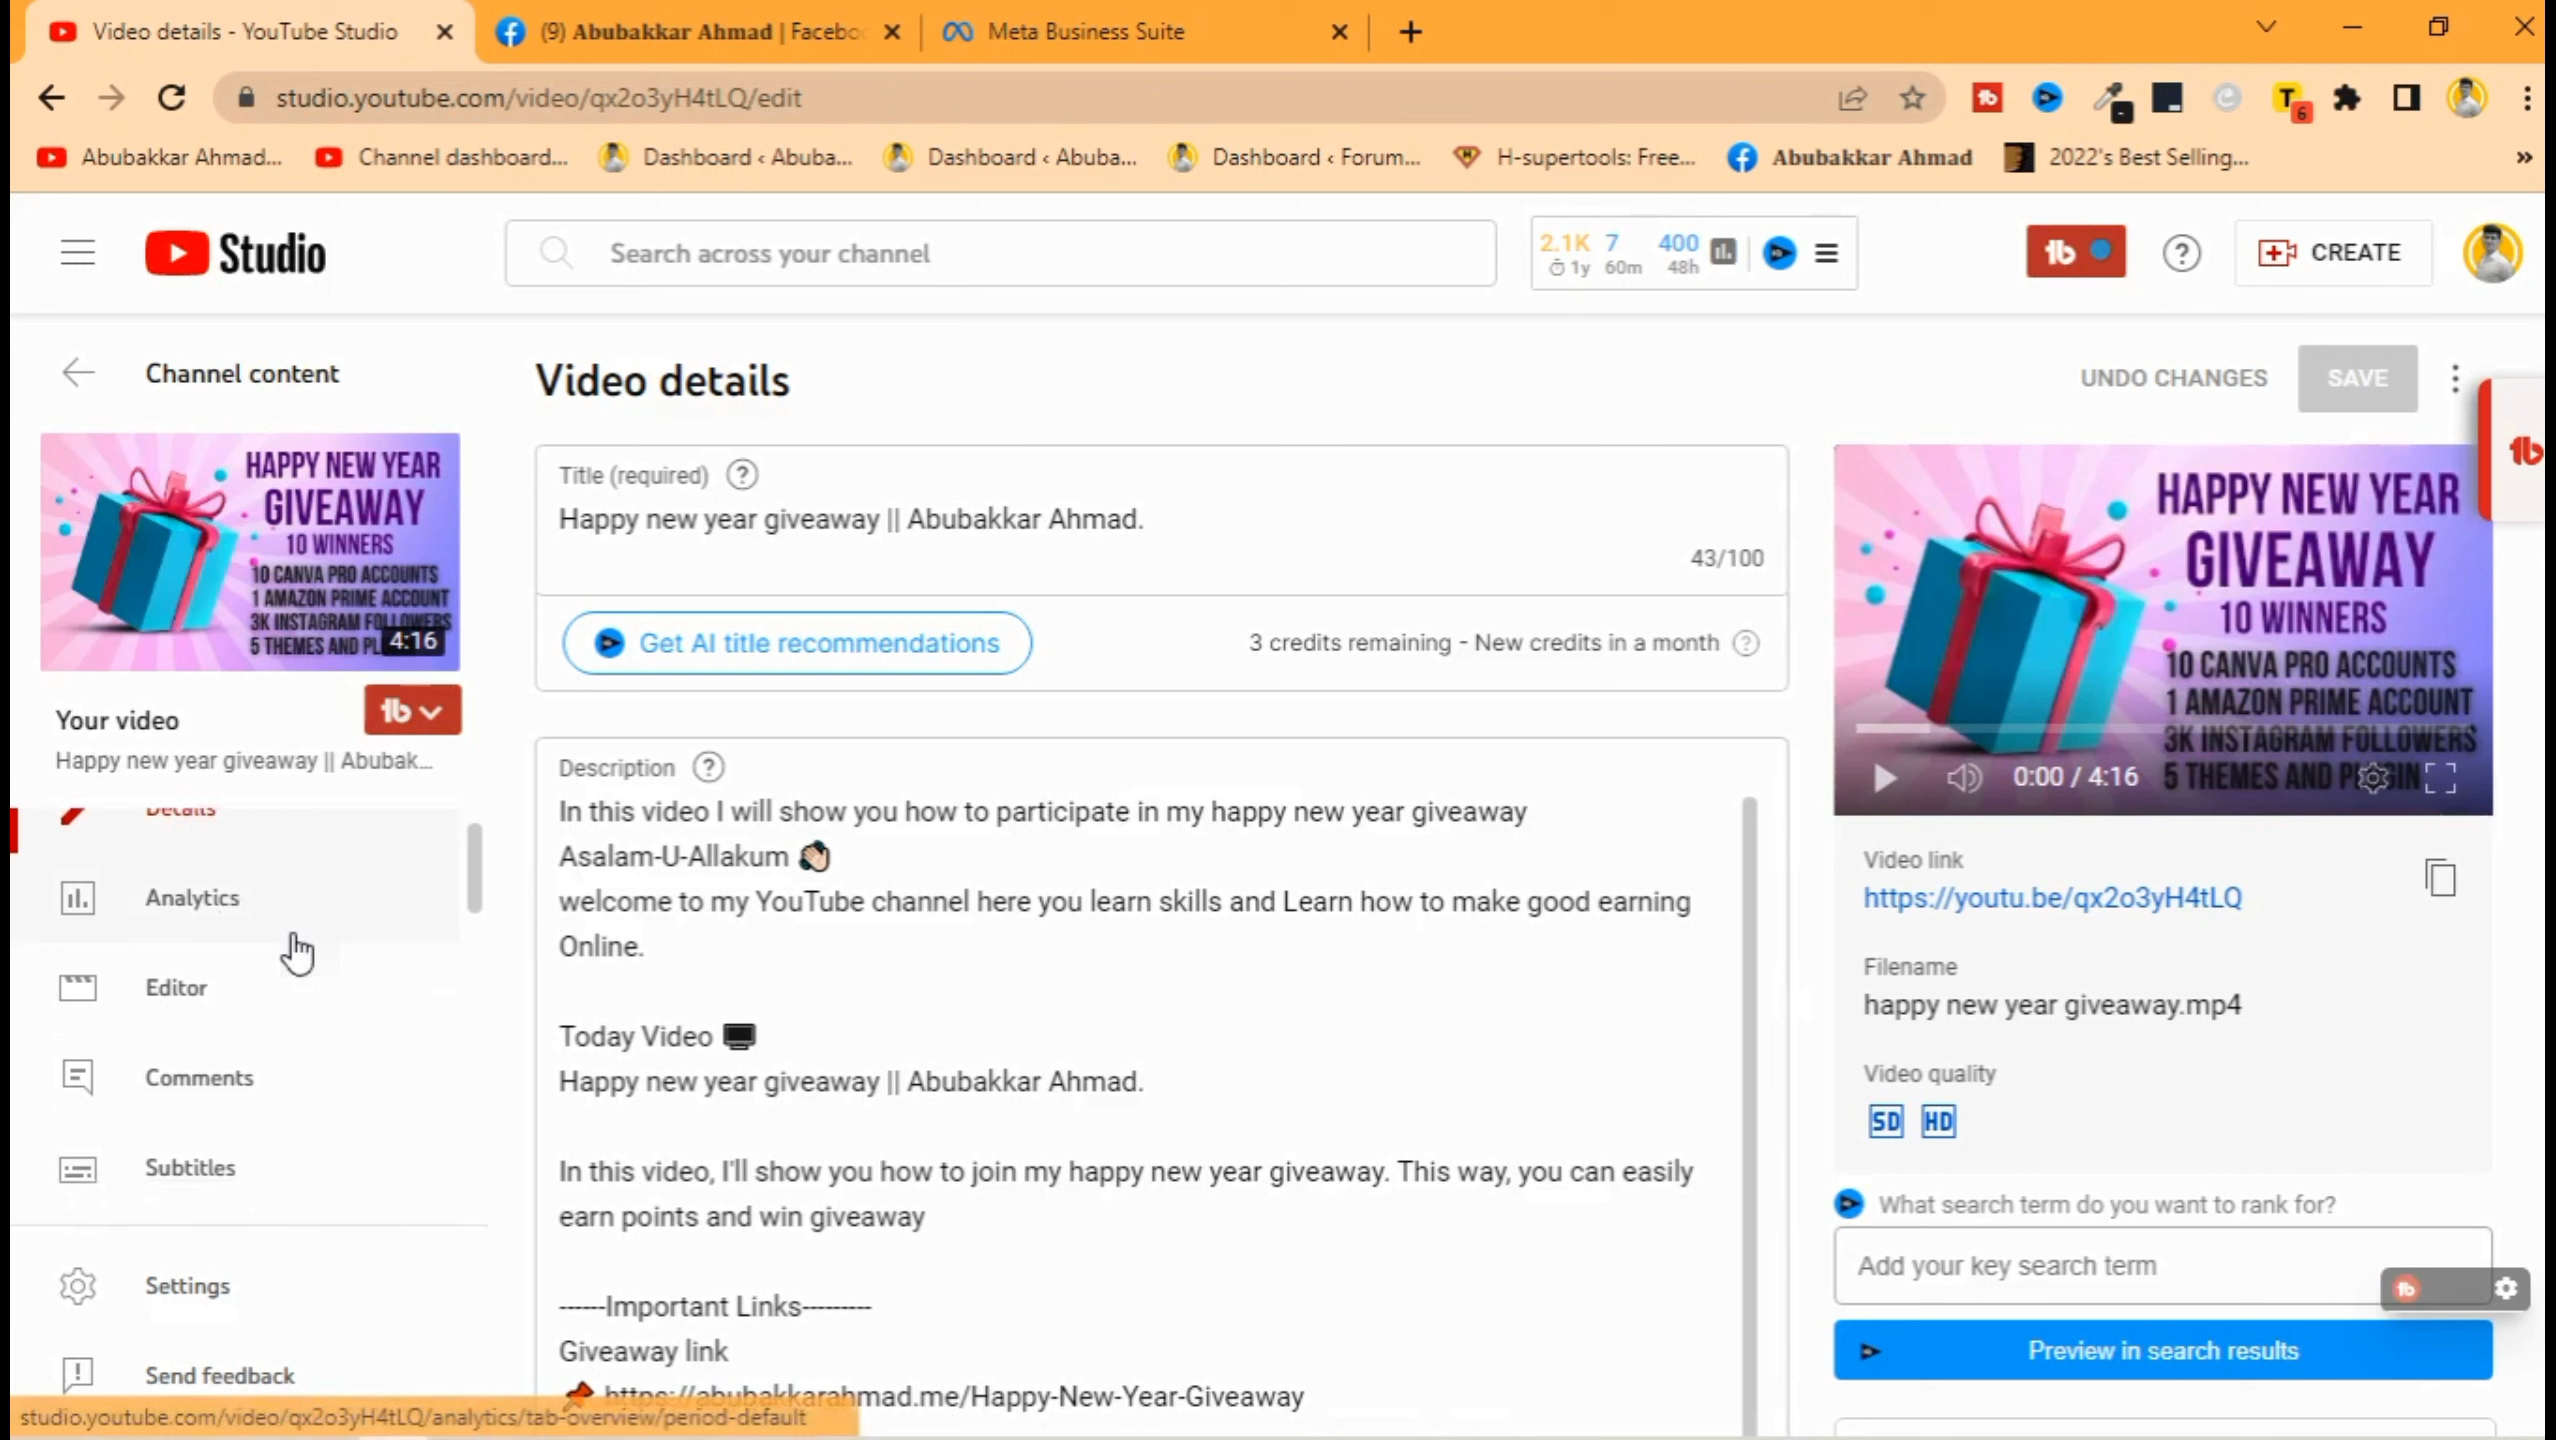 Video details - YouTube Studio
(9) Abubakkar Ahmad | Facebo
Meta Business Suite
studio.youtube.com/video/qx2o3yH4tLQ/edit
T
6
Abubakkar Ahmad...
Channel dashboard...
Dashboard ‹ Abuba...
Dashboard ‹ Abuba...
Dashboard ‹ Forum...
H-supertools: Free...
Abubakkar Ahmad
2022's Best Selling...
»
Studio
Search across your channel
2.1K 7 400
1y 60m 48h
CREATE
Channel content
Video details
UNDO CHANGES
SAVE
HAPPY NEW YEAR
GIVEAWAY
10 WINNERS
10 CANVA PRO ACCOUNTS
1 AMAZON PRIME ACCOUNT
3K INSTAGRAM FOLLOWERS
5 THEMES AND PL
4:16
Your video
Happy new year giveaway || Abubak...
Details
Analytics
Editor
Comments
Subtitles
Settings
Send feedback
Title (required)
Happy new year giveaway || Abubakkar Ahmad.
43/100
Get AI title recommendations
3 credits remaining - New credits in a month
Description
In this video I will show you how to participate in my happy new year giveaway
Asalam-U-Allakum 👋🏻
welcome to my YouTube channel here you learn skills and Learn how to make good earning
Online.
Today Video 🖥
Happy new year giveaway || Abubakkar Ahmad.
In this video, I'll show you how to join my happy new year giveaway. This way, you can easily
earn points and win giveaway
------Important Links---------
Giveaway link
📌 https://abubakkarahmad.me/Happy-New-Year-Giveaway
HAPPY NEW YEAR
GIVEAWAY
10 WINNERS
10 CANVA PRO ACCOUNTS
1 AMAZON PRIME ACCOUNT
3K INSTAGRAM FOLLOWERS
5 THEMES AND PLUGIN
0:00 / 4:16
Video link
https://youtu.be/qx2o3yH4tLQ
Filename
happy new year giveaway.mp4
Video quality
SD HD
What search term do you want to rank for?
Add your key search term
Preview in search results
studio.youtube.com/video/qx2o3yH4tLQ/analytics/tab-overview/period-default